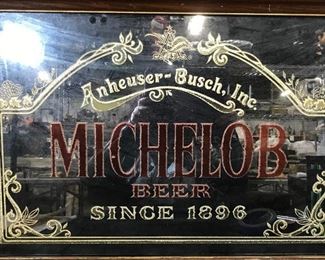 Anheuser-Busch, Inc.
MICHELOB
BEER
SINCE 1896